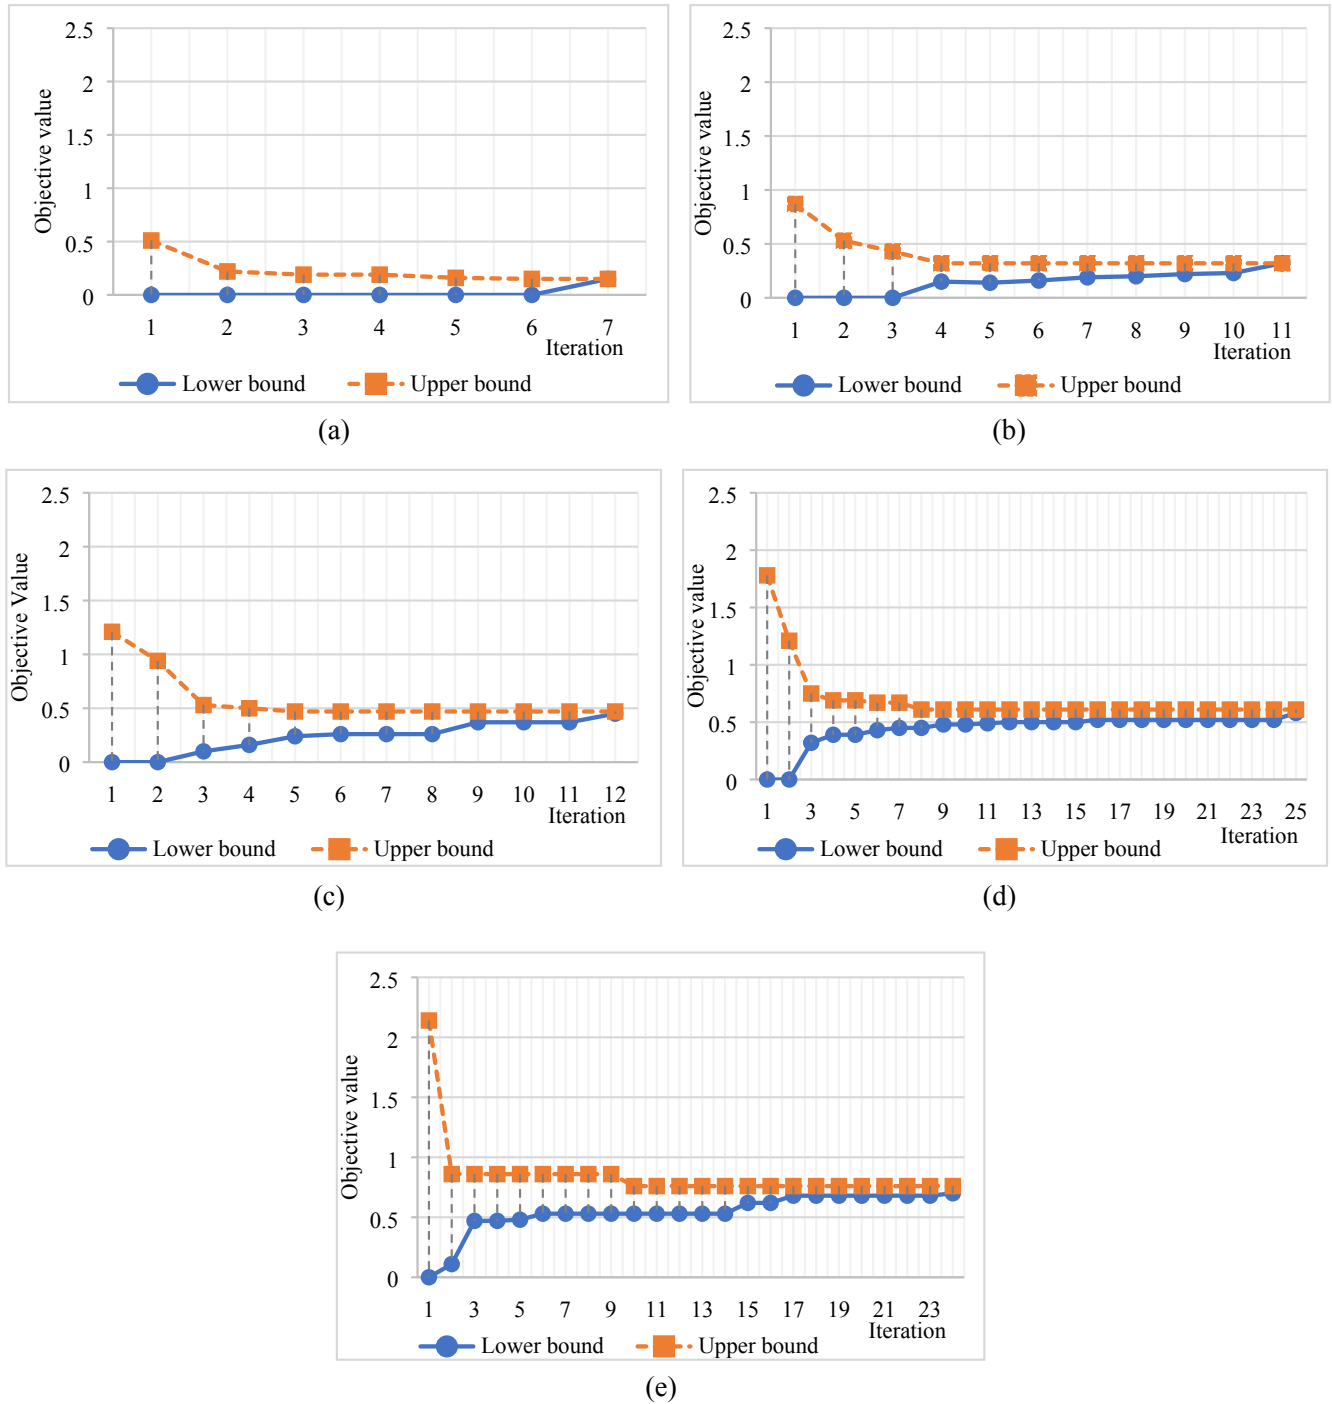 2.5
2
1.5
1
0.5
0
Objective value
1 2 3 4 5 6 7
Iteration
Lower bound Upper bound
(a)
2.5
2
1.5
1
0.5
0
Objective value
1 2 3 4 5 6 7 8 9 10 11
Iteration
Lower bound Upper bound
(b)
2.5
2
1.5
1
0.5
0
Objective Value
1 2 3 4 5 6 7 8 9 10 11 12
Iteration
Lower bound Upper bound
(c)
2.5
2
1.5
1
0.5
0
Objective value
1 3 5 7 9 11 13 15 17 19 21 23 25
Iteration
Lower bound Upper bound
(d)
2.5
2
1.5
1
0.5
0
Objective value
1 3 5 7 9 11 13 15 17 19 21 23
Iteration
Lower bound Upper bound
(e)